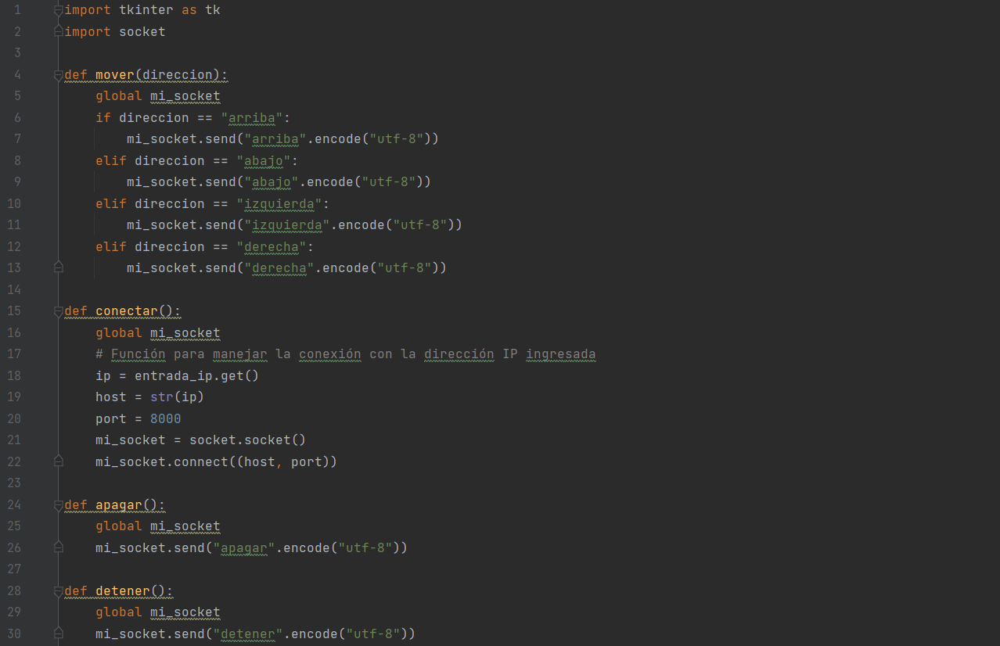 1 import tkinter as tk
2 import socket
3
4 def mover(direccion):
5     global mi_socket
6     if direccion == "arriba":
7         mi_socket.send("arriba".encode("utf-8"))
8     elif direccion == "abajo":
9         mi_socket.send("abajo".encode("utf-8"))
10     elif direccion == "izquierda":
11         mi_socket.send("izquierda".encode("utf-8"))
12     elif direccion == "derecha":
13         mi_socket.send("derecha".encode("utf-8"))
14
15 def conectar():
16     global mi_socket
17     # Función para manejar la conexión con la dirección IP ingresada
18     ip = entrada_ip.get()
19     host = str(ip)
20     port = 8000
21     mi_socket = socket.socket()
22     mi_socket.connect((host, port))
23
24 def apagar():
25     global mi_socket
26     mi_socket.send("apagar".encode("utf-8"))
27
28 def detener():
29     global mi_socket
30     mi_socket.send("detener".encode("utf-8"))